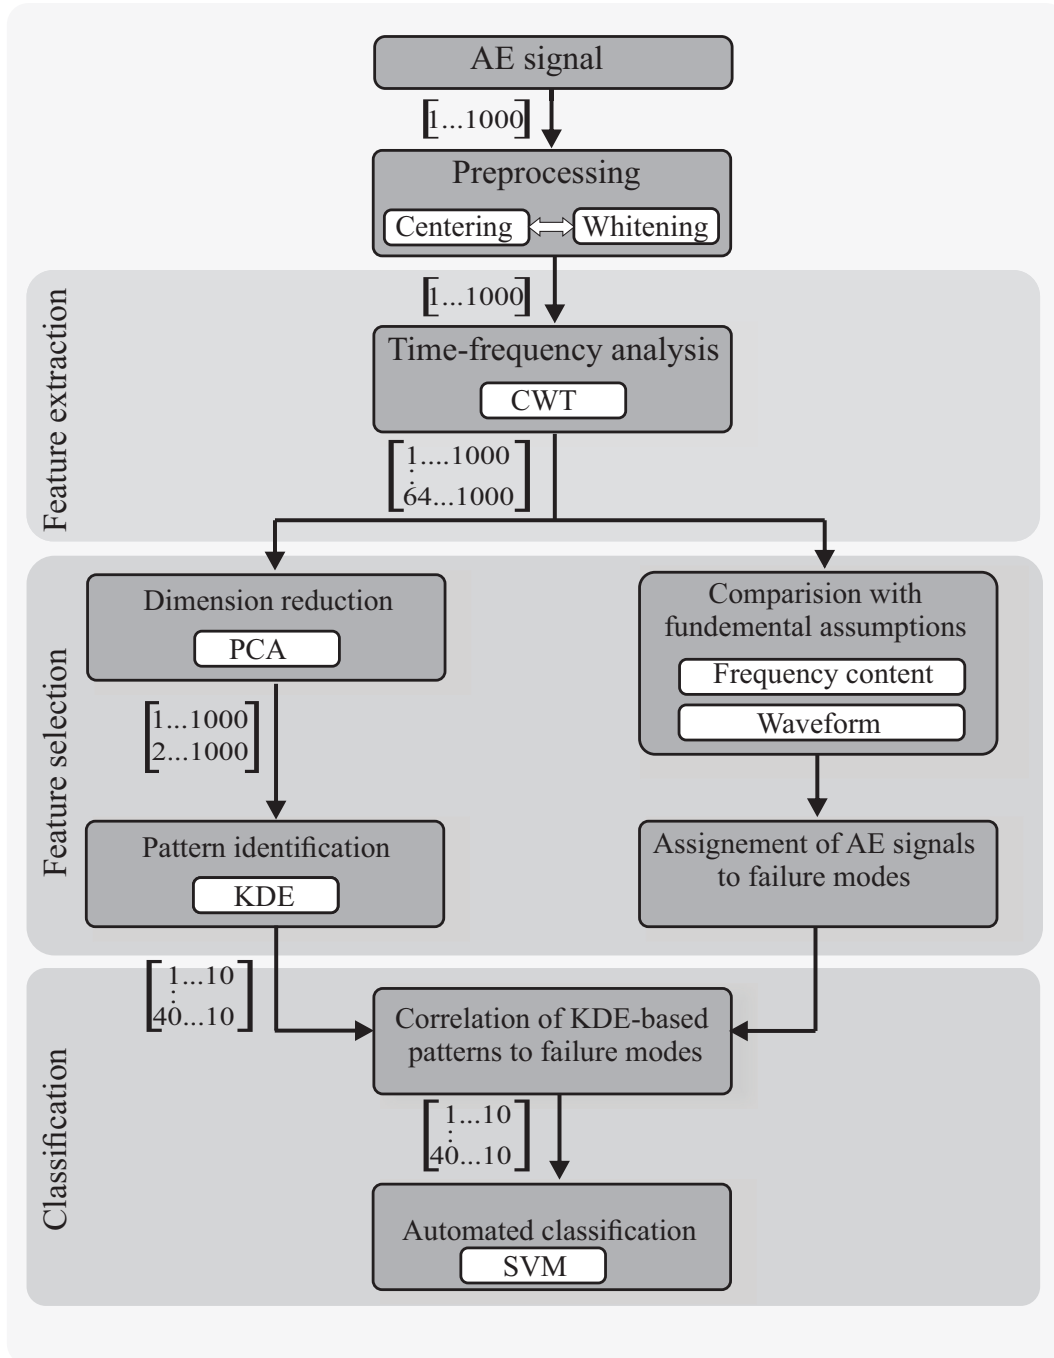 AE signal
[1...1000]
Preprocessing
Centering
Whitening
Feature extraction
[1...1000]
Time-frequency analysis
CWT
1....1000
:
64...1000
Feature selection
Dimension reduction
PCA
1...1000
2...1000
Pattern identification
KDE
Comparision with
fundemental assumptions
Frequency content
Waveform
Assignement of AE signals
to failure modes
Classification
1...10
:
40...10
Correlation of KDE-based
patterns to failure modes
1...10
:
40...10
Automated classification
SVM